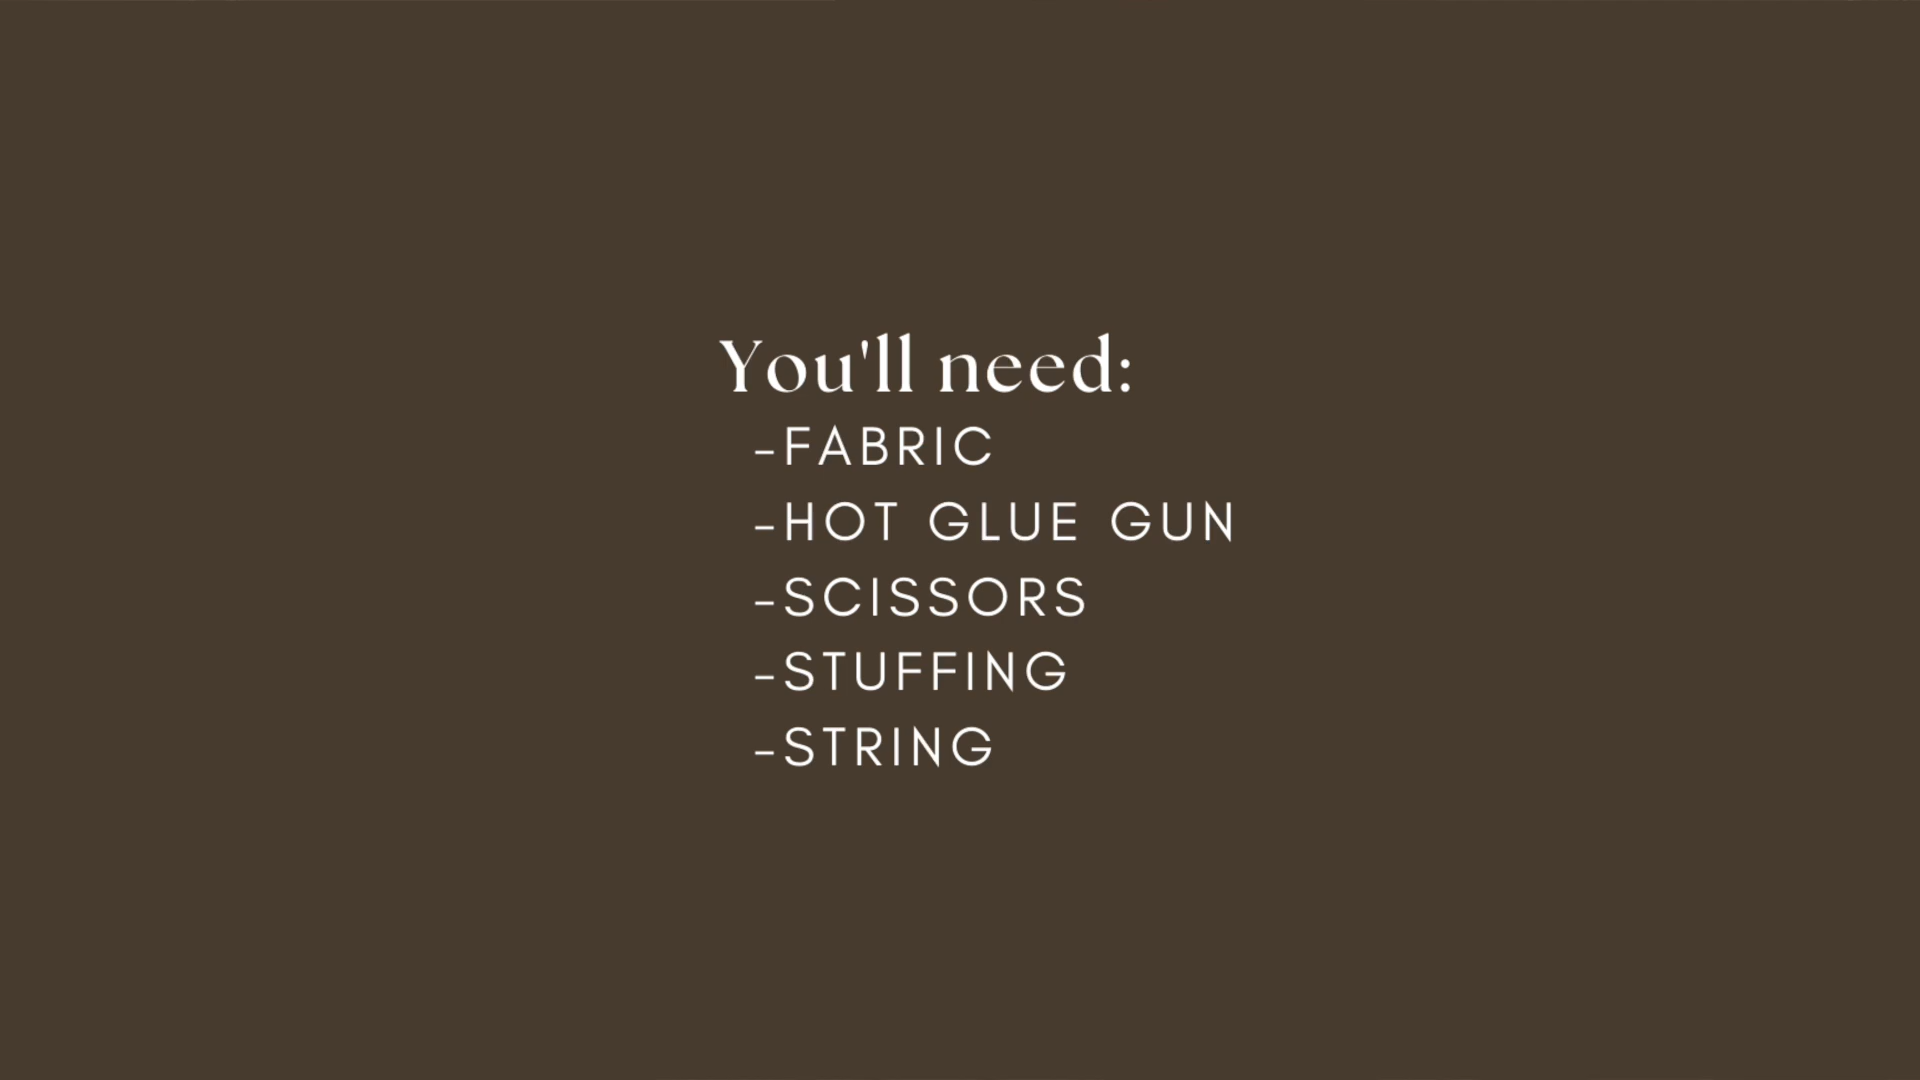 You'll need:
-FABRIC
-HOT GLUE GUN
-SCISSORS
-STUFFING
-STRING